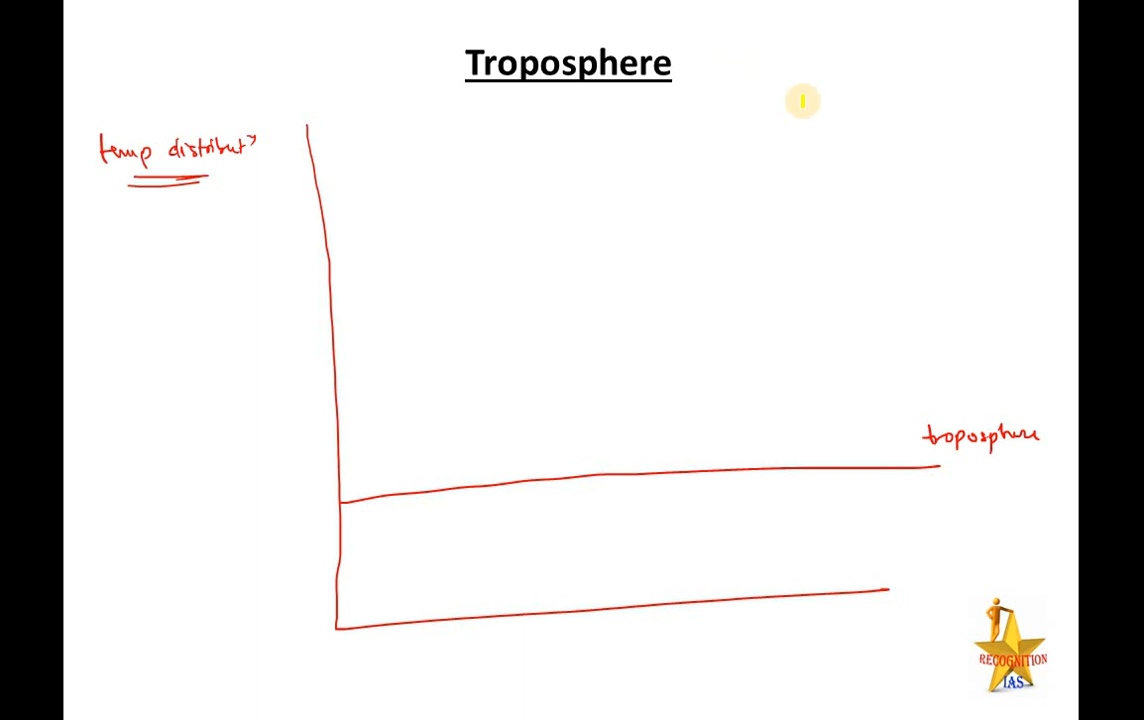 Troposphere
temp distribut^n
troposphere
RECOGNITION
IAS